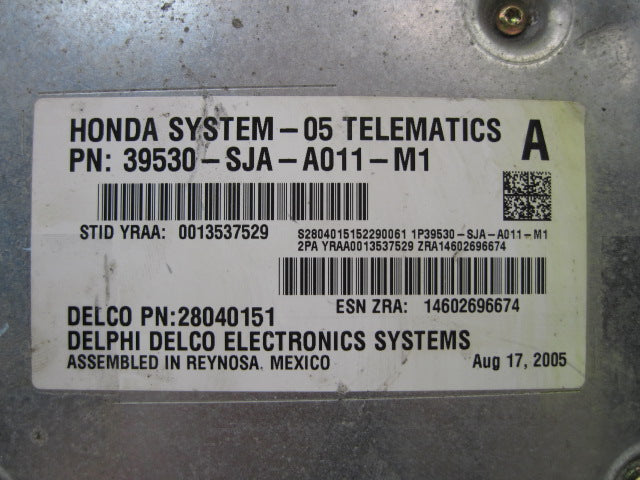 HONDA SYSTEM-05 TELEMATICS A
PN: 39530-SJA-A011-M1
STID YRAA: 0013537529
S2804015152290061 1P39530-SJA-A011-M1
2PA YRAA0013537529 ZRA14602696674
ESN ZRA: 14602696674
DELCO PN:28040151
DELPHI DELCO ELECTRONICS SYSTEMS
ASSEMBLED IN REYNOSA. MEXICO Aug 17, 2005